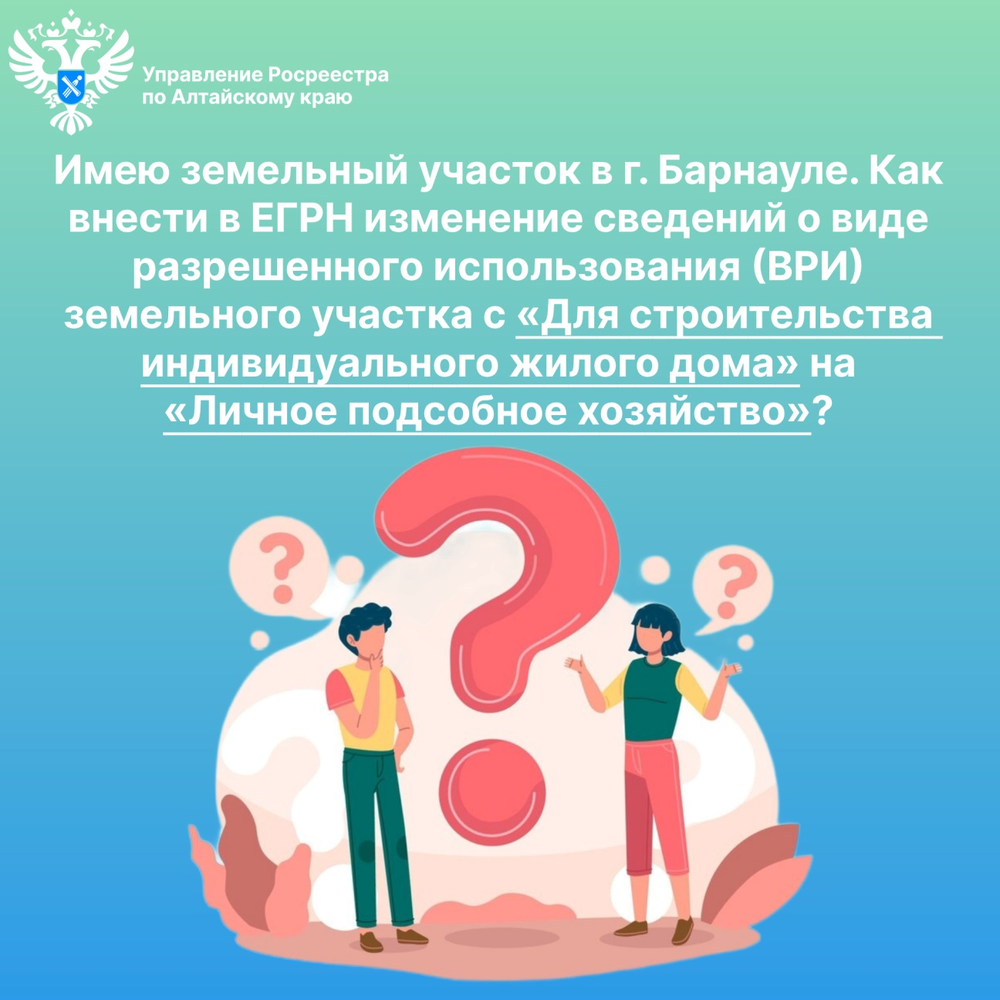 Управление Росреестра
по Алтайскому краю
Имею земельный участок в г. Барнауле. Как
внести в ЕГРН изменение сведений о виде
разрешенного использования (ВРИ)
земельного участка с «Для строительства
индивидуального жилого дома» на
«Личное подсобное хозяйство»?